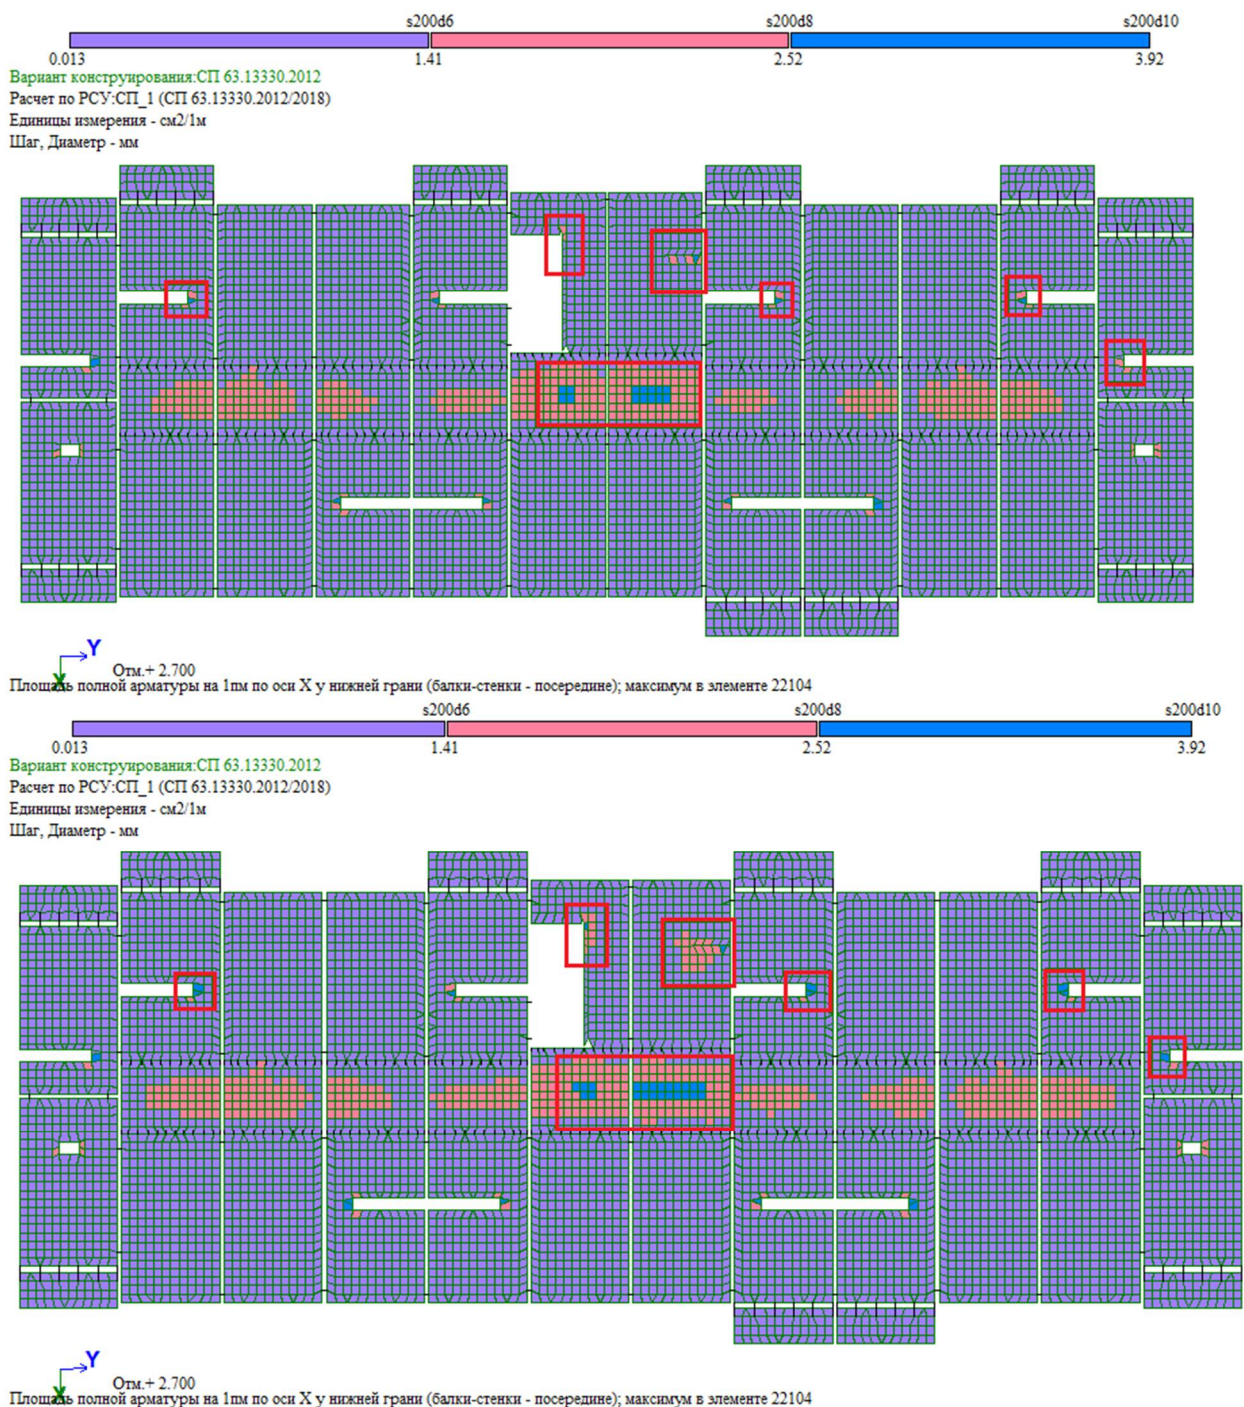 s200d6 s200d8 s200d10
0.013 1.41 2.52 3.92
Вариант конструирования:СП 63.13330.2012
Расчет по РСУ:СП_1 (СП 63.13330.2012/2018)
Единицы измерения - см2/1м
Шаг, Диаметр - мм
Y
X
Отм.+ 2.700
Площадь полной арматуры на 1пм по оси X у нижней грани (балки-стенки - посередине); максимум в элементе 22104
s200d6 s200d8 s200d10
0.013 1.41 2.52 3.92
Вариант конструирования:СП 63.13330.2012
Расчет по РСУ:СП_1 (СП 63.13330.2012/2018)
Единицы измерения - см2/1м
Шаг, Диаметр - мм
Y
X
Отм.+ 2.700
Площадь полной арматуры на 1пм по оси X у нижней грани (балки-стенки - посередине); максимум в элементе 22104